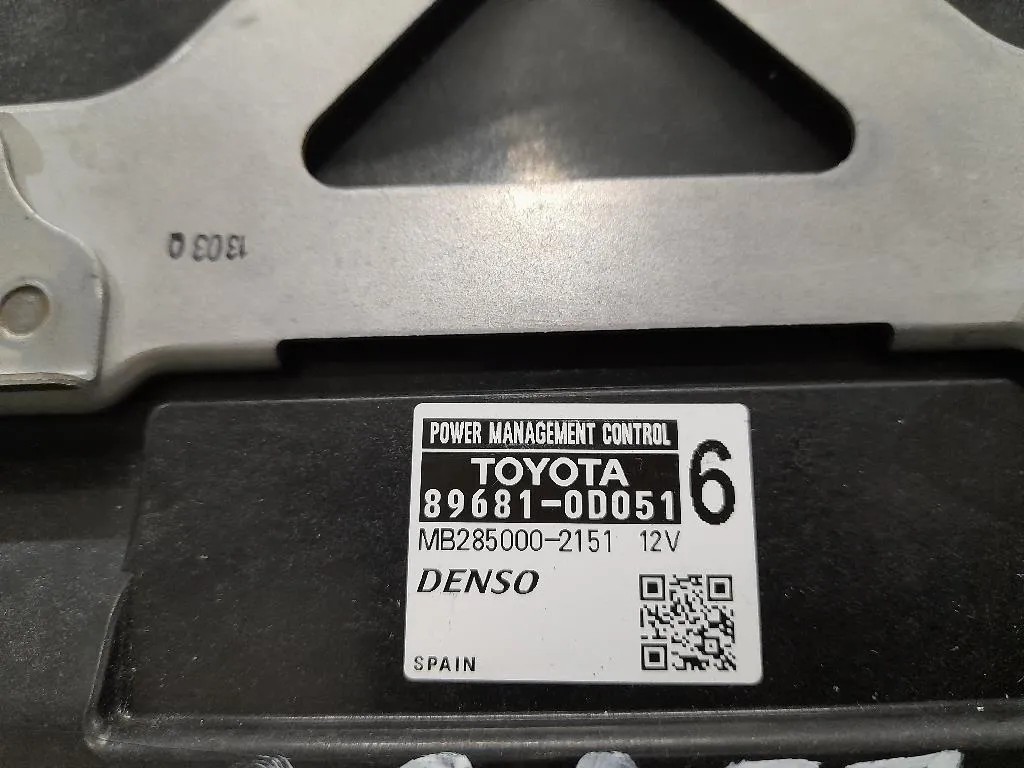 1303 Q
POWER MANAGEMENT CONTROL
TOYOTA
89681-0D051
6
MB285000-2151 12V
DENSO
SPAIN